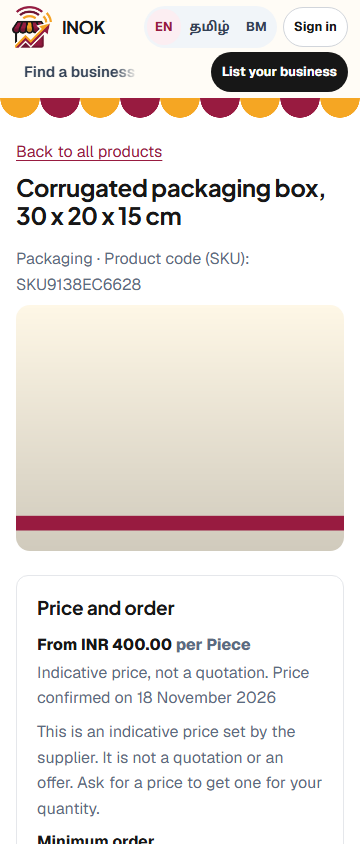 INOK
EN தமிழ் BM
Sign in
Find a business
List your business
Back to all products
Corrugated packaging box,
30 x 20 x 15 cm
Packaging · Product code (SKU):
SKU9138EC6628
Price and order
From INR 400.00 per Piece
Indicative price, not a quotation. Price
confirmed on 18 November 2026
This is an indicative price set by the
supplier. It is not a quotation or an
offer. Ask for a price to get one for your
quantity.
Minimum order